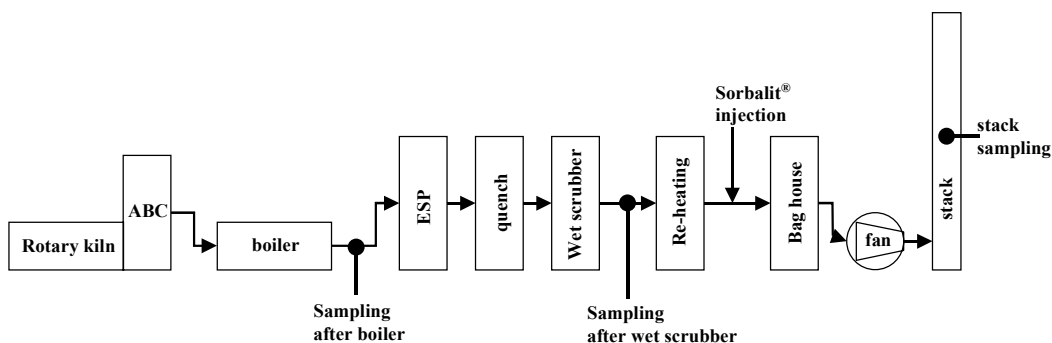 Rotary kiln
ABC
boiler
Sampling
after boiler
ESP
quench
Wet scrubber
Sampling
after wet scrubber
Re-heating
Sorbalit®
injection
Bag house
fan
stack
stack
sampling